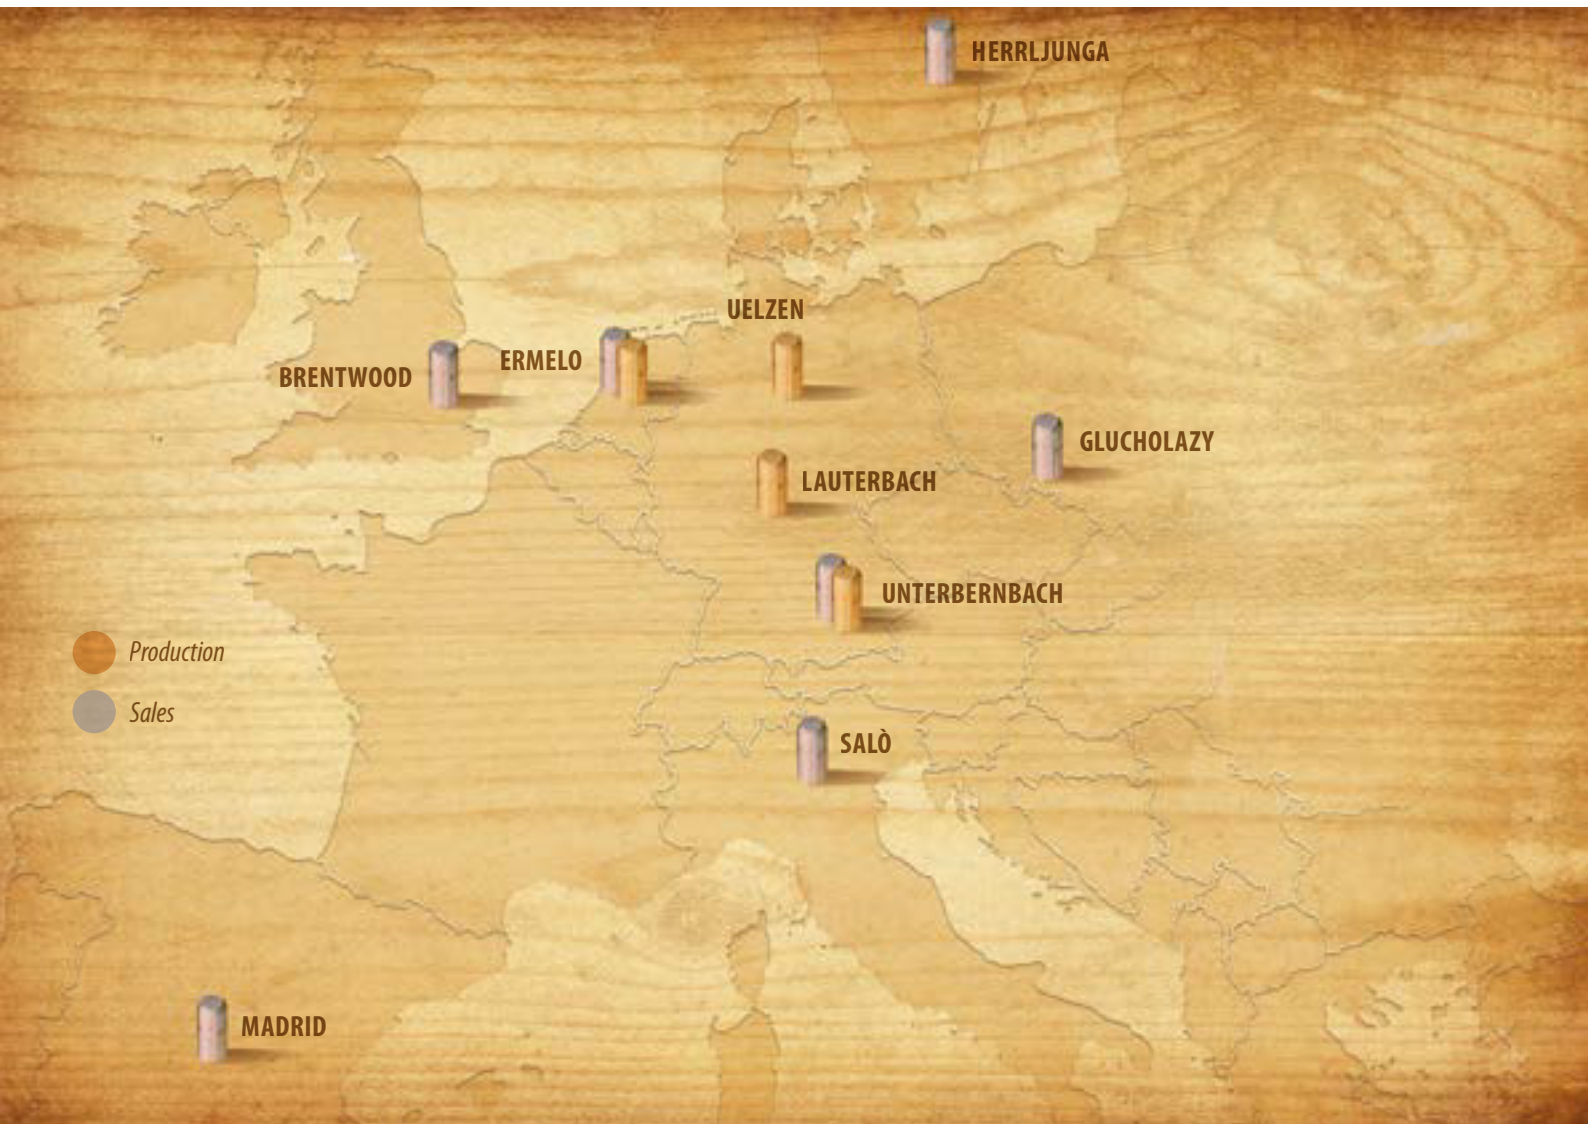 HERRLJUNGA
UELZEN
ERMELO
BRENTWOOD
GLUCHOLAZY
LAUTERBACH
UNTERBERNBACH
Production
Sales
SALÒ
MADRID